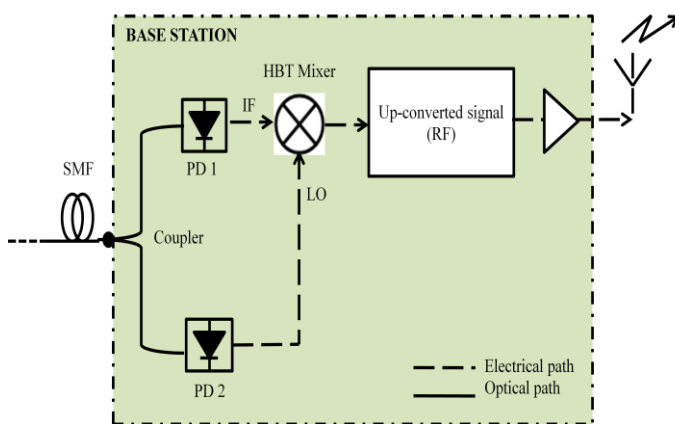 BASE STATION
HBT Mixer
IF
Up-converted signal
(RF)
PD 1
SMF
LO
Coupler
PD 2
Electrical path
Optical path